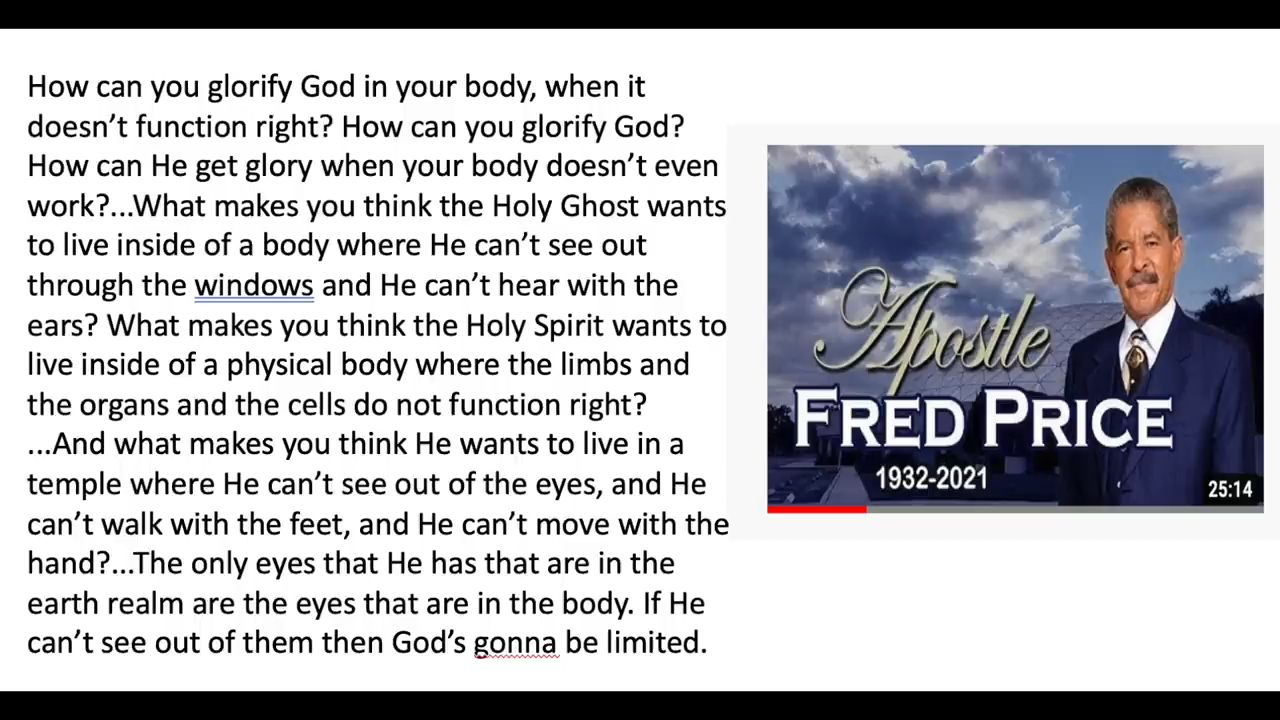 How can you glorify God in your body, when it
doesn’t function right? How can you glorify God?
How can He get glory when your body doesn’t even
work?...What makes you think the Holy Ghost wants
to live inside of a body where He can’t see out
through the windows and He can’t hear with the
ears? What makes you think the Holy Spirit wants to
live inside of a physical body where the limbs and
the organs and the cells do not function right?
...And what makes you think He wants to live in a
temple where He can’t see out of the eyes, and He
can’t walk with the feet, and He can’t move with the
hand?...The only eyes that He has that are in the
earth realm are the eyes that are in the body. If He
can’t see out of them then God’s gonna be limited.
Apostle
FRED PRICE
1932-2021
25:14